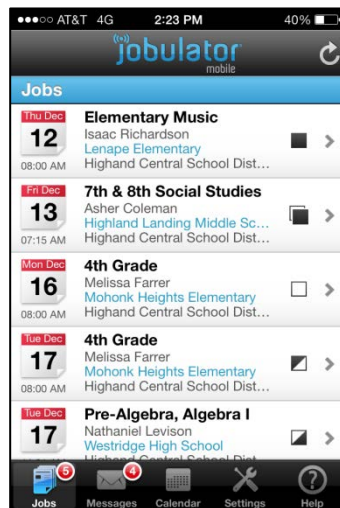 AT&T 4G 2:23 PM 40%
jobulator
mobile
Jobs
Thu Dec
12
08:00 AM
Elementary Music
Isaac Richardson
Lenape Elementary
Highand Central School Dist...
Fri Dec
13
07:15 AM
7th & 8th Social Studies
Asher Coleman
Highland Landing Middle Sc...
Highand Central School Dist...
Mon Dec
16
08:00 AM
4th Grade
Melissa Farrer
Mohonk Heights Elementary
Highand Central School Dist...
Tue Dec
17
08:00 AM
4th Grade
Melissa Farrer
Mohonk Heights Elementary
Highand Central School Dist...
Tue Dec
17
Pre-Algebra, Algebra I
Nathaniel Levison
Westridge High School
Highand Central School Dist...
5 4
Jobs Messages Calendar Settings Help